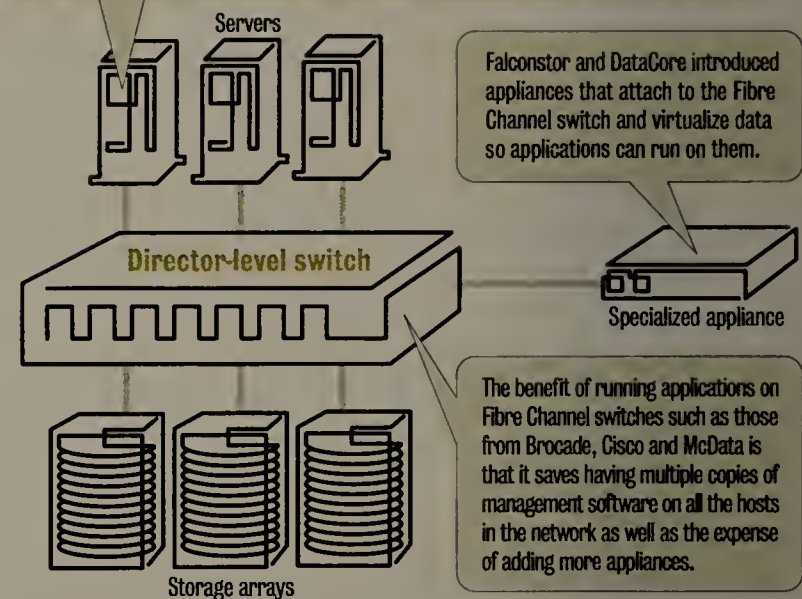 Servers
Falconstor and DataCore introduced
appliances that attach to the Fibre
Channel switch and virtualize data
so applications can run on them.
Director-level switch
Specialized appliance
The benefit of running applications on
Fibre Channel switches such as those
from Brocade, Cisco and McData is
that it saves having multiple copies of
management software on all the hosts
in the network as well as the expense
of adding more appliances.
Storage arrays